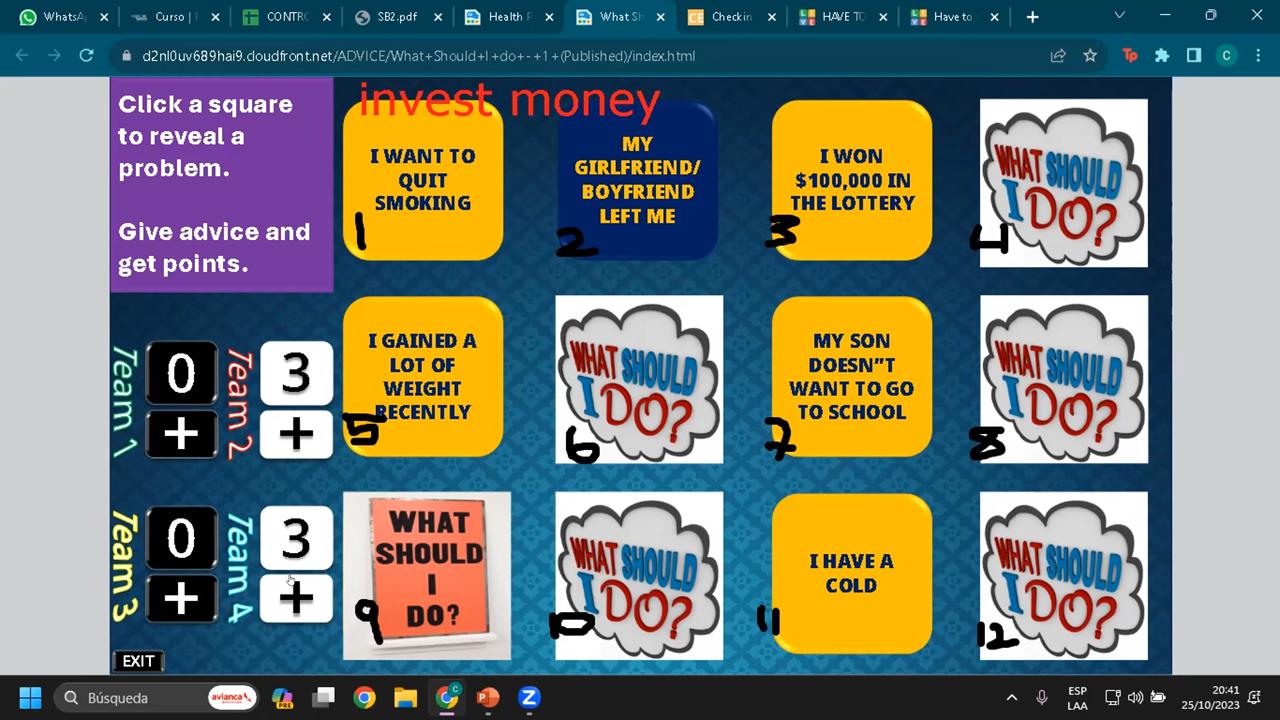 WhatsA
Curso | F
CONTRO
SB2.pdf
Health P
What Sh
Checkin
HAVE TO
Have to
d2nl0uv689hai9.cloudfront.net/ADVICE/What+Should+I+do+-+1+(Published)/index.html
Click a square
to reveal a
problem.
Give advice and
get points.
invest money
I WANT TO
QUIT
SMOKING
1
MY
GIRLFRIEND/
BOYFRIEND
LEFT ME
2
I WON
$100,000 IN
THE LOTTERY
3
WHAT SHOULD
I DO?
4
I GAINED A
LOT OF
WEIGHT
RECENTLY
5
WHAT SHOULD
I DO?
6
MY SON
DOESN"T
WANT TO GO
TO SCHOOL
7
WHAT SHOULD
I DO?
8
Team 1
0
+
Team 2
3
+
Team 3
0
+
Team 4
3
+
WHAT
SHOULD
I
DO?
9
WHAT SHOULD
I DO?
10
I HAVE A
COLD
11
WHAT SHOULD
I DO?
12
EXIT
Búsqueda
avianca
PRE
ESP
LAA
20:41
25/10/2023